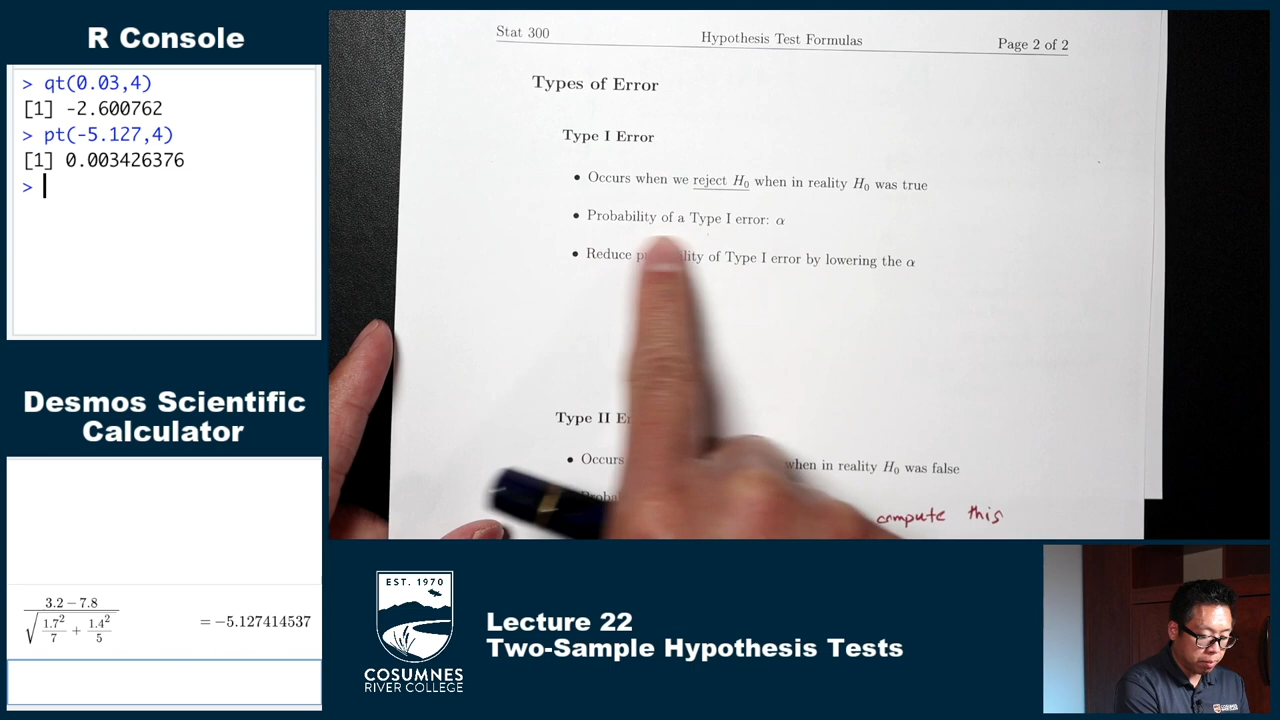 R Console
> qt(0.03,4)
[1] -2.600762
> pt(-5.127,4)
[1] 0.003426376
>
Desmos Scientific
Calculator
3.2 − 7.8
√ 1.7² / 7 + 1.4² / 5
= −5.127414537
Stat 300 Hypothesis Test Formulas Page 2 of 2
Types of Error
Type I Error
• Occurs when we reject H₀ when in reality H₀ was true
• Probability of a Type I error: α
• Reduce of Type I error by lowering the α
Type II
• Occurs when in reality H₀ was false
compute this
EST. 1970
COSUMNES
RIVER COLLEGE
Lecture 22
Two-Sample Hypothesis Tests